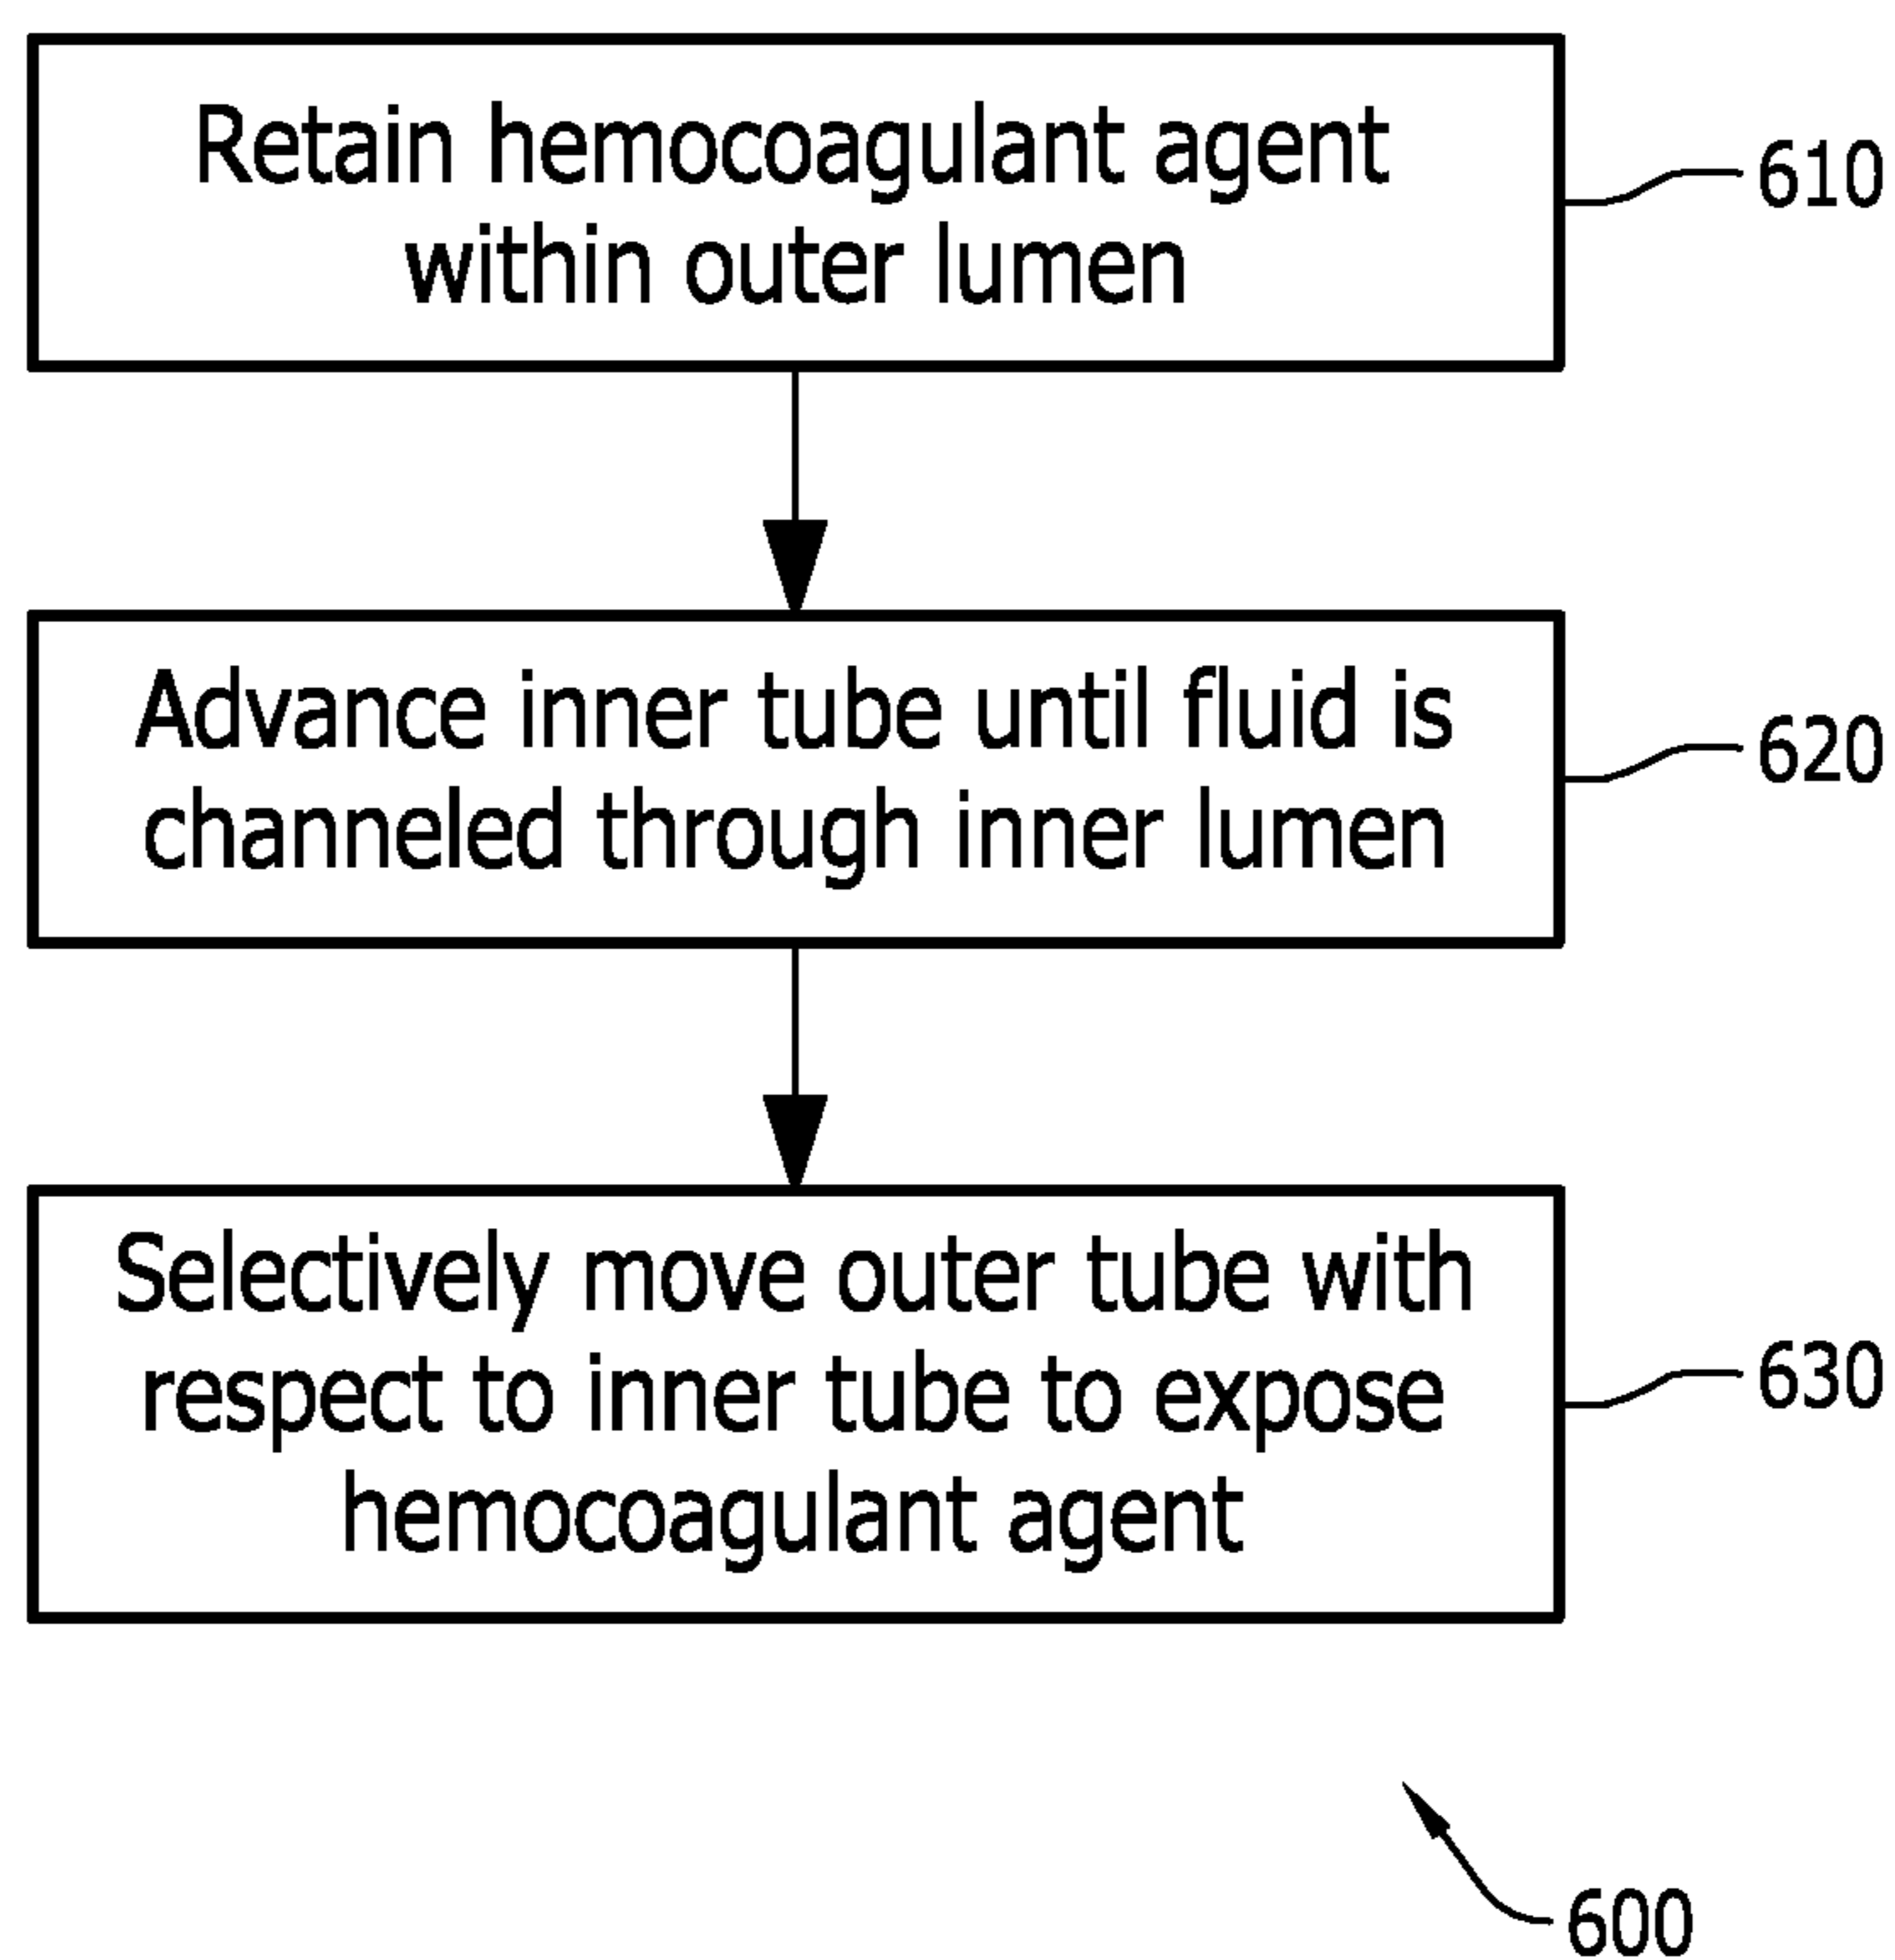 Retain hemocoagulant agent
within outer lumen
610
Advance inner tube until fluid is
channeled through inner lumen
620
Selectively move outer tube with
respect to inner tube to expose
hemocoagulant agent
630
600